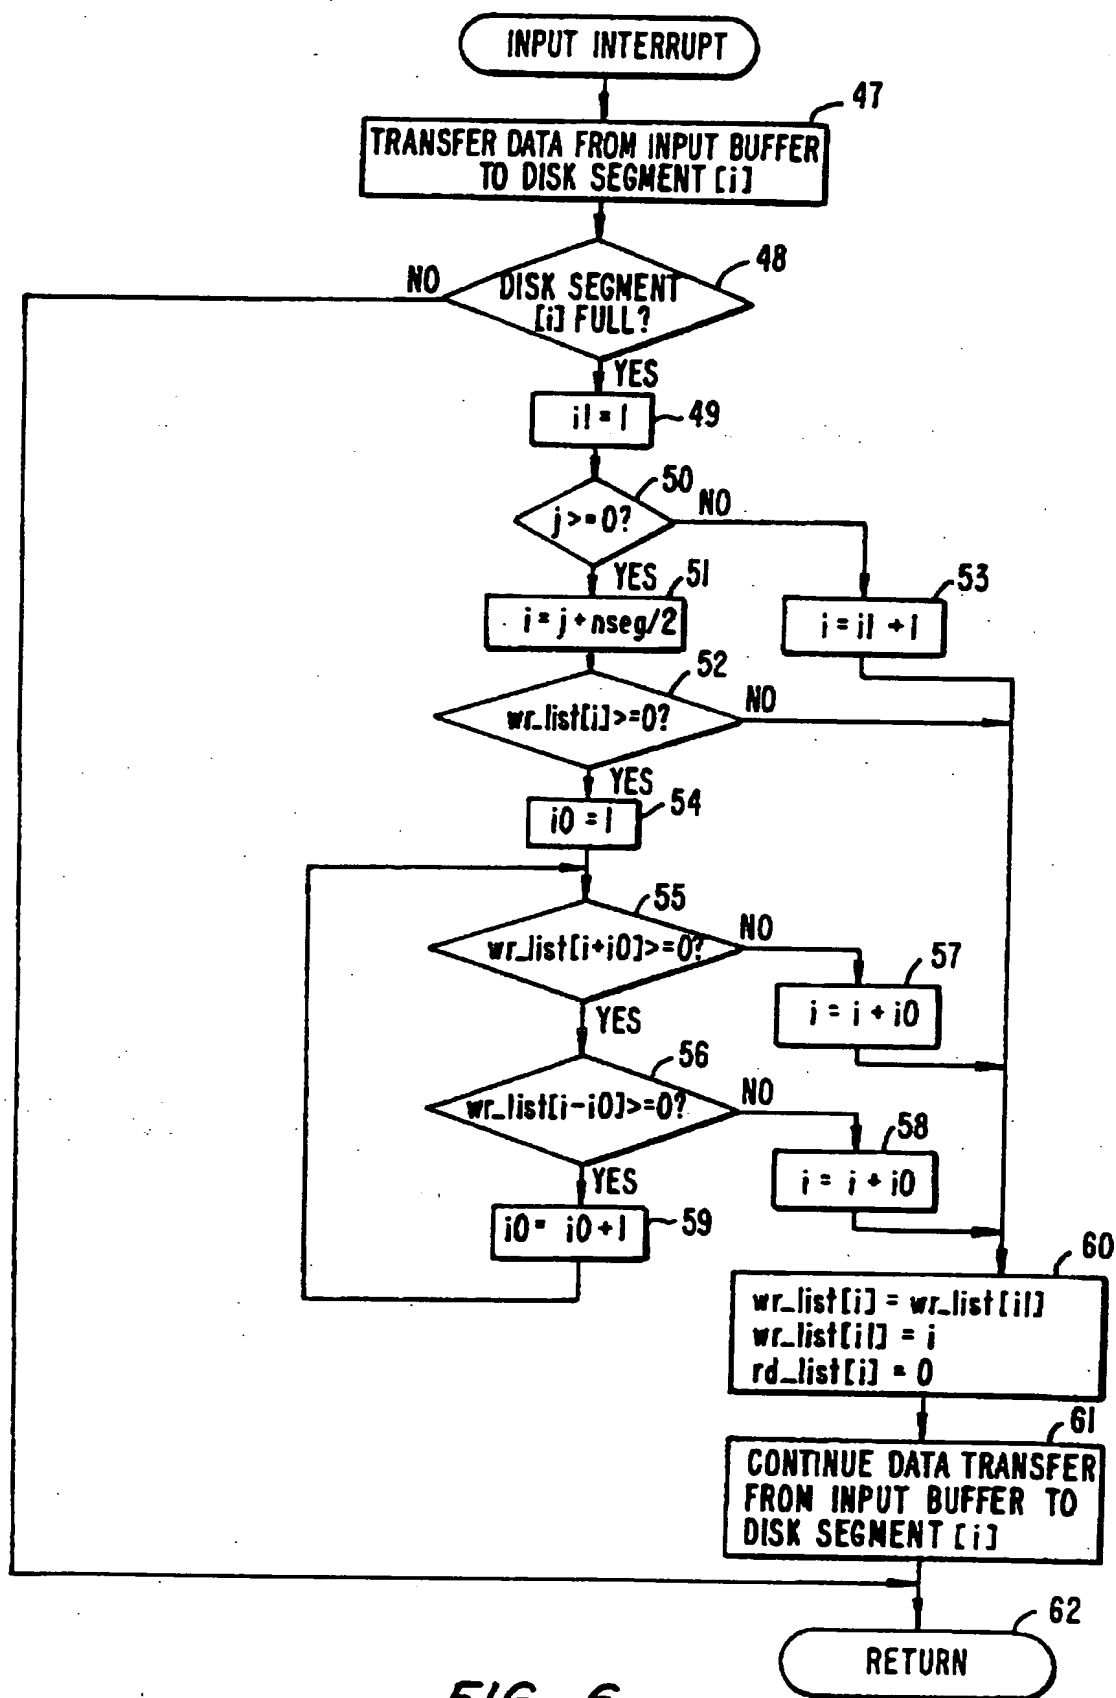 INPUT INTERRUPT
47
TRANSFER DATA FROM INPUT BUFFER
TO DISK SEGMENT [i]
48
NO
DISK SEGMENT
[i] FULL?
YES
i1 = 1
49
50
NO
j >= 0?
YES
51
53
i = j + nseg/2
i = i1 + 1
52
NO
wr_list[i] >= 0?
YES
54
i0 = 1
55
NO
wr_list[i+i0] >= 0?
57
i = i + i0
YES
56
NO
wr_list[i-i0] >= 0?
58
i = i + i0
YES
i0 = i0 + 1
59
60
wr_list[i] = wr_list[i1]
wr_list[i1] = i
rd_list[i] = 0
61
CONTINUE DATA TRANSFER
FROM INPUT BUFFER TO
DISK SEGMENT [i]
62
RETURN
FIG. 6